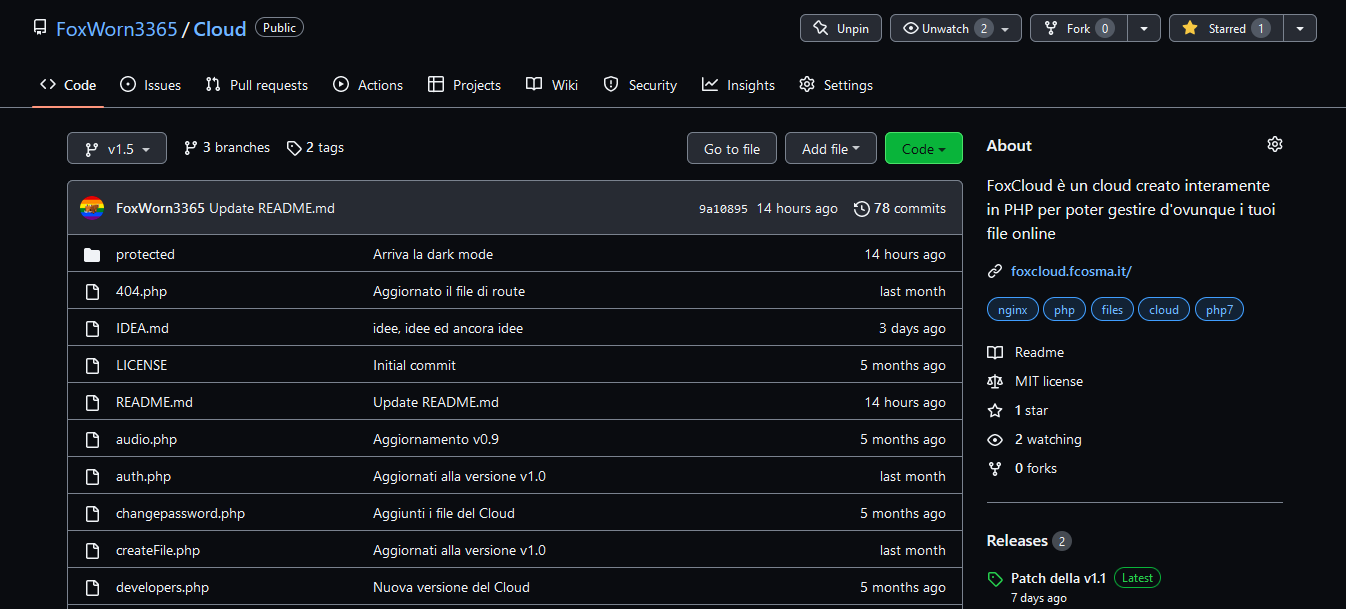 FoxWorn3365 / Cloud Public Unpin Unwatch 2 Fork 0 Starred 1
Code Issues Pull requests Actions Projects Wiki Security Insights Settings
v1.5 3 branches 2 tags Go to file Add file Code
FoxWorn3365 Update README.md 9a10895 14 hours ago 78 commits
protected Arriva la dark mode 14 hours ago
404.php Aggiornato il file di route last month
IDEA.md idee, idee ed ancora idee 3 days ago
LICENSE Initial commit 5 months ago
README.md Update README.md 14 hours ago
audio.php Aggiornamento v0.9 5 months ago
auth.php Aggiornati alla versione v1.0 last month
changepassword.php Aggiunti i file del Cloud 5 months ago
createFile.php Aggiornati alla versione v1.0 last month
developers.php Nuova versione del Cloud 5 months ago
About
FoxCloud è un cloud creato interamente
in PHP per poter gestire d'ovunque i tuoi
file online
foxcloud.fcosma.it/
nginx php files cloud php7
Readme
MIT license
1 star
2 watching
0 forks
Releases 2
Patch della v1.1 Latest
7 days ago